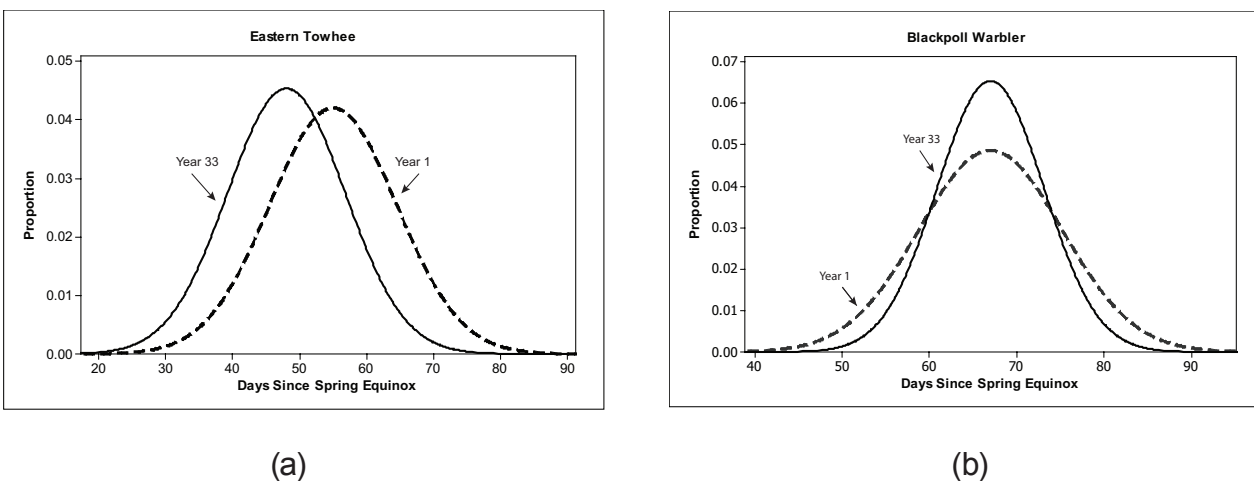 Eastern Towhee
0.05
0.04
0.03
0.02
0.01
0.00
Proportion
Year 33
Year 1
20 30 40 50 60 70 80 90
Days Since Spring Equinox
(a)
Blackpoll Warbler
0.07
0.06
0.05
0.04
0.03
0.02
0.01
0.00
Proportion
Year 33
Year 1
40 50 60 70 80 90
Days Since Spring Equinox
(b)